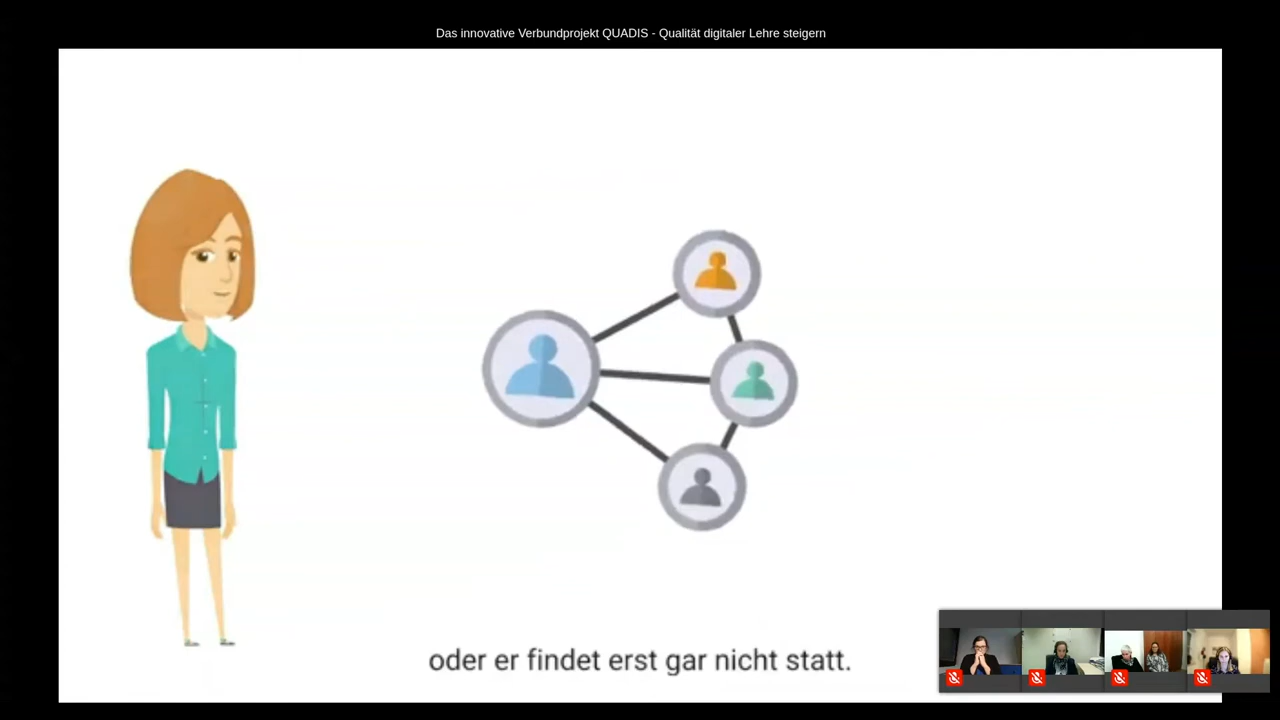 Das innovative Verbundprojekt QUADIS - Qualität digitaler Lehre steigern
oder er findet erst gar nicht statt.